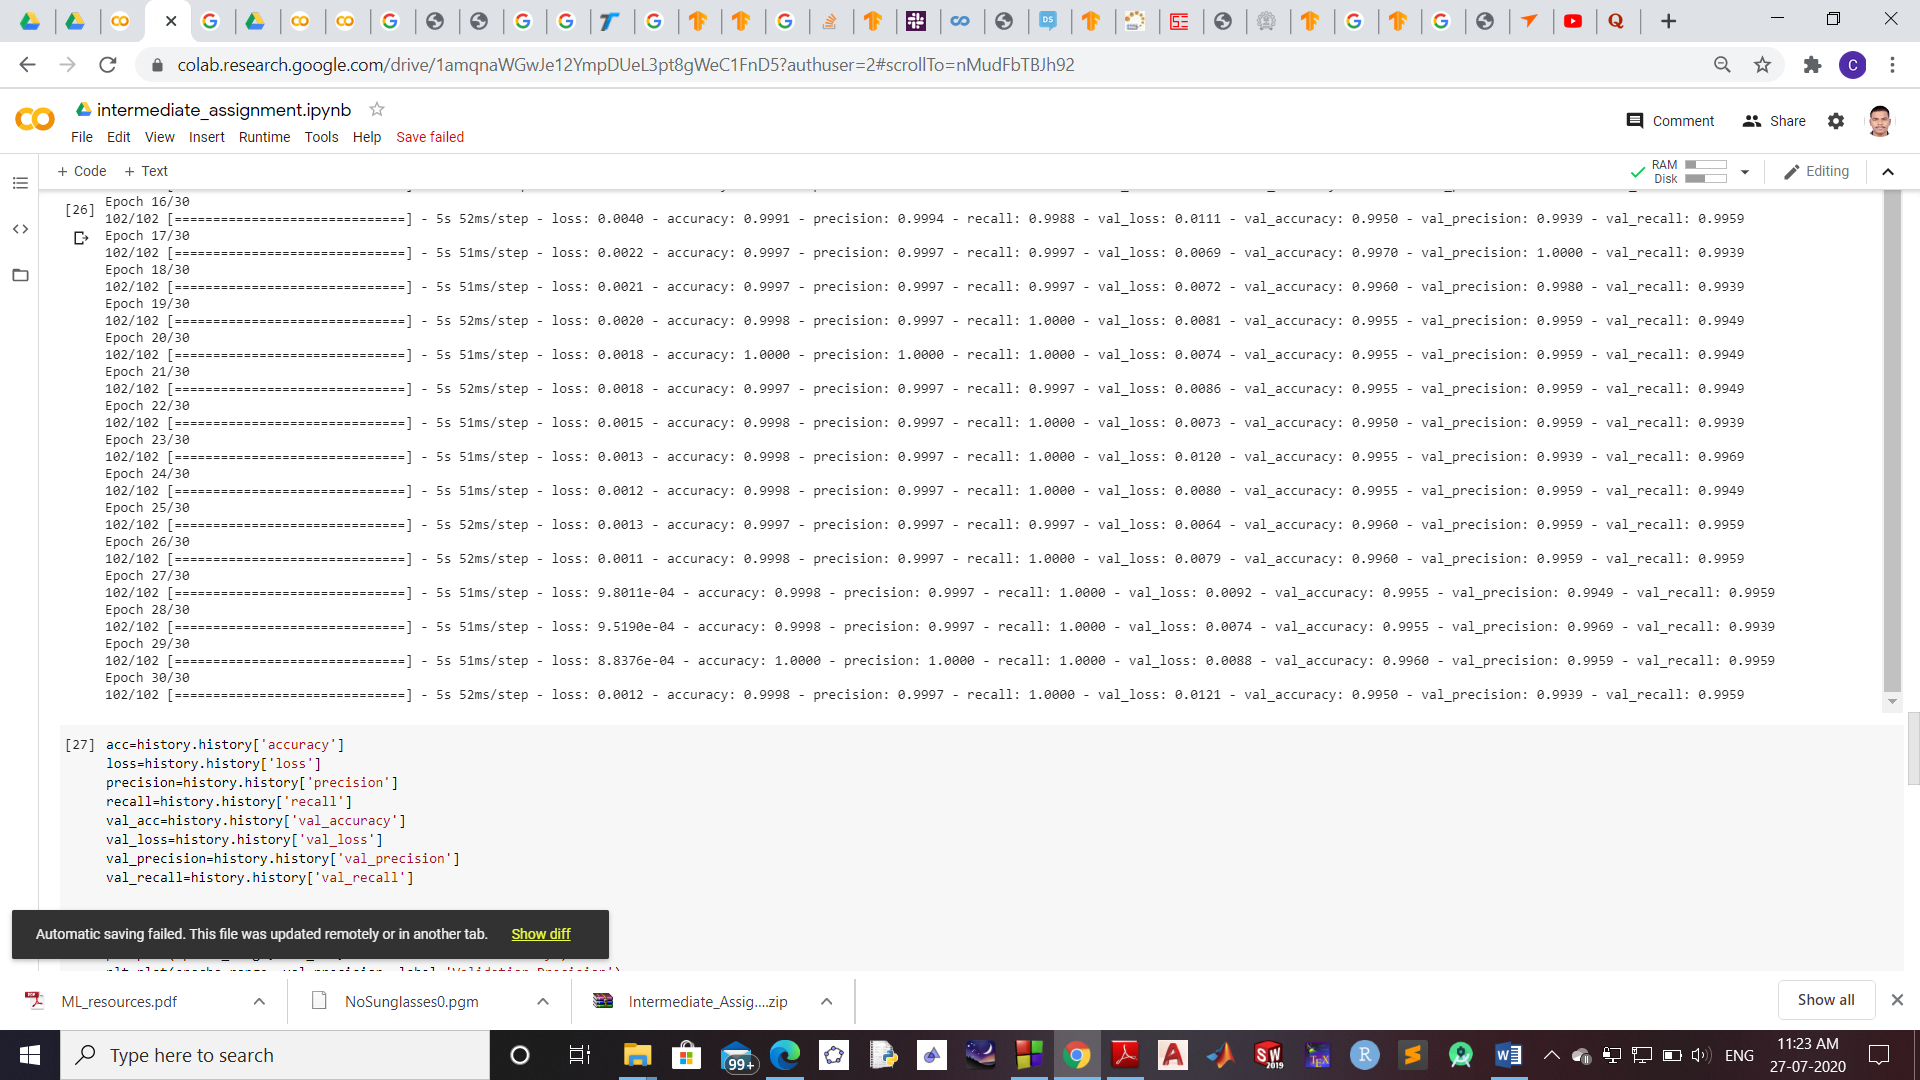 colab.research.google.com/drive/1amqnaWGwJe12YmpDUeL3pt8gWeC1FnD5?authuser=2#scrollTo=nMudFbTBJh92
C
intermediate_assignment.ipynb
Comment Share
File Edit View Insert Runtime Tools Help Save failed
+ Code + Text
RAM
Disk
Editing
[26]
Epoch 16/30
102/102 [==============================] - 5s 52ms/step - loss: 0.0040 - accuracy: 0.9991 - precision: 0.9994 - recall: 0.9988 - val_loss: 0.0111 - val_accuracy: 0.9950 - val_precision: 0.9939 - val_recall: 0.9959
Epoch 17/30
102/102 [==============================] - 5s 51ms/step - loss: 0.0022 - accuracy: 0.9997 - precision: 0.9997 - recall: 0.9997 - val_loss: 0.0069 - val_accuracy: 0.9970 - val_precision: 1.0000 - val_recall: 0.9939
Epoch 18/30
102/102 [==============================] - 5s 51ms/step - loss: 0.0021 - accuracy: 0.9997 - precision: 0.9997 - recall: 0.9997 - val_loss: 0.0072 - val_accuracy: 0.9960 - val_precision: 0.9980 - val_recall: 0.9939
Epoch 19/30
102/102 [==============================] - 5s 52ms/step - loss: 0.0020 - accuracy: 0.9998 - precision: 0.9997 - recall: 1.0000 - val_loss: 0.0081 - val_accuracy: 0.9955 - val_precision: 0.9959 - val_recall: 0.9949
Epoch 20/30
102/102 [==============================] - 5s 51ms/step - loss: 0.0018 - accuracy: 1.0000 - precision: 1.0000 - recall: 1.0000 - val_loss: 0.0074 - val_accuracy: 0.9955 - val_precision: 0.9959 - val_recall: 0.9949
Epoch 21/30
102/102 [==============================] - 5s 52ms/step - loss: 0.0018 - accuracy: 0.9997 - precision: 0.9997 - recall: 0.9997 - val_loss: 0.0086 - val_accuracy: 0.9955 - val_precision: 0.9959 - val_recall: 0.9949
Epoch 22/30
102/102 [==============================] - 5s 51ms/step - loss: 0.0015 - accuracy: 0.9998 - precision: 0.9997 - recall: 1.0000 - val_loss: 0.0073 - val_accuracy: 0.9950 - val_precision: 0.9959 - val_recall: 0.9939
Epoch 23/30
102/102 [==============================] - 5s 51ms/step - loss: 0.0013 - accuracy: 0.9998 - precision: 0.9997 - recall: 1.0000 - val_loss: 0.0120 - val_accuracy: 0.9955 - val_precision: 0.9939 - val_recall: 0.9969
Epoch 24/30
102/102 [==============================] - 5s 51ms/step - loss: 0.0012 - accuracy: 0.9998 - precision: 0.9997 - recall: 1.0000 - val_loss: 0.0080 - val_accuracy: 0.9955 - val_precision: 0.9959 - val_recall: 0.9949
Epoch 25/30
102/102 [==============================] - 5s 52ms/step - loss: 0.0013 - accuracy: 0.9997 - precision: 0.9997 - recall: 0.9997 - val_loss: 0.0064 - val_accuracy: 0.9960 - val_precision: 0.9959 - val_recall: 0.9959
Epoch 26/30
102/102 [==============================] - 5s 52ms/step - loss: 0.0011 - accuracy: 0.9998 - precision: 0.9997 - recall: 1.0000 - val_loss: 0.0079 - val_accuracy: 0.9960 - val_precision: 0.9959 - val_recall: 0.9959
Epoch 27/30
102/102 [==============================] - 5s 51ms/step - loss: 9.8011e-04 - accuracy: 0.9998 - precision: 0.9997 - recall: 1.0000 - val_loss: 0.0092 - val_accuracy: 0.9955 - val_precision: 0.9949 - val_recall: 0.9959
Epoch 28/30
102/102 [==============================] - 5s 51ms/step - loss: 9.5190e-04 - accuracy: 0.9998 - precision: 0.9997 - recall: 1.0000 - val_loss: 0.0074 - val_accuracy: 0.9955 - val_precision: 0.9969 - val_recall: 0.9939
Epoch 29/30
102/102 [==============================] - 5s 51ms/step - loss: 8.8376e-04 - accuracy: 1.0000 - precision: 1.0000 - recall: 1.0000 - val_loss: 0.0088 - val_accuracy: 0.9960 - val_precision: 0.9959 - val_recall: 0.9959
Epoch 30/30
102/102 [==============================] - 5s 52ms/step - loss: 0.0012 - accuracy: 0.9998 - precision: 0.9997 - recall: 1.0000 - val_loss: 0.0121 - val_accuracy: 0.9950 - val_precision: 0.9939 - val_recall: 0.9959
[27] acc=history.history['accuracy']
loss=history.history['loss']
precision=history.history['precision']
recall=history.history['recall']
val_acc=history.history['val_accuracy']
val_loss=history.history['val_loss']
val_precision=history.history['val_precision']
val_recall=history.history['val_recall']
Automatic saving failed. This file was updated remotely or in another tab. Show diff
ML_resources.pdf
NoSunglasses0.pgm
Intermediate_Assig....zip
Show all
Type here to search
99+
ENG
11:23 AM
27-07-2020